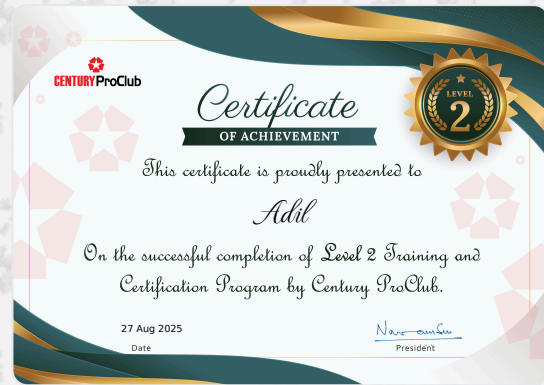 CENTURY ProClub
Certificate
OF ACHIEVEMENT
LEVEL
2
This certificate is proudly presented to
Adil
On the successful completion of Level 2 Training and
Certification Program by Century ProClub.
27 Aug 2025
Date
President